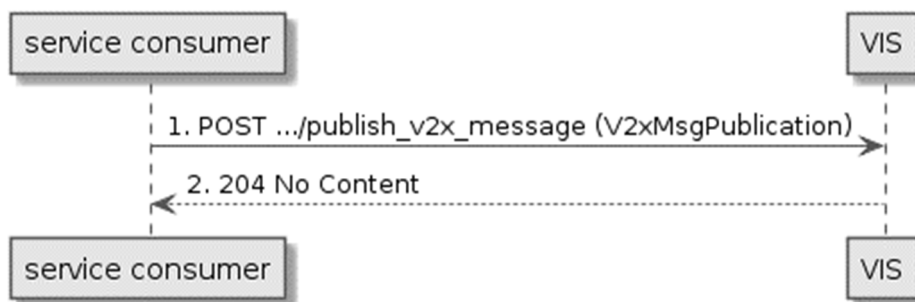 service consumer
VIS
1. POST .../publish_v2x_message (V2xMsgPublication)
2. 204 No Content
service consumer
VIS